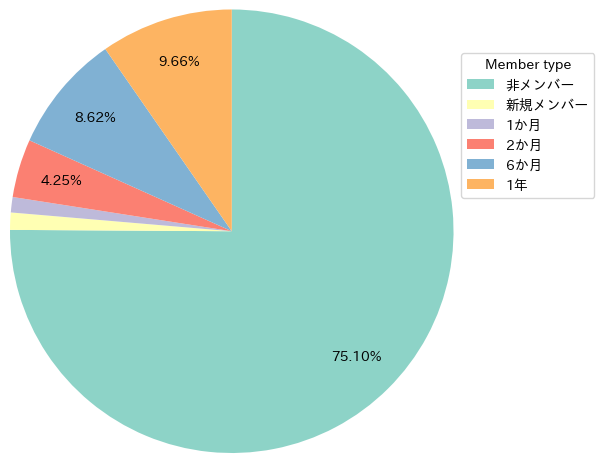 9.66%
8.62%
4.25%
75.10%
Member type
非メンバー
新規メンバー
1か月
2か月
6か月
1年